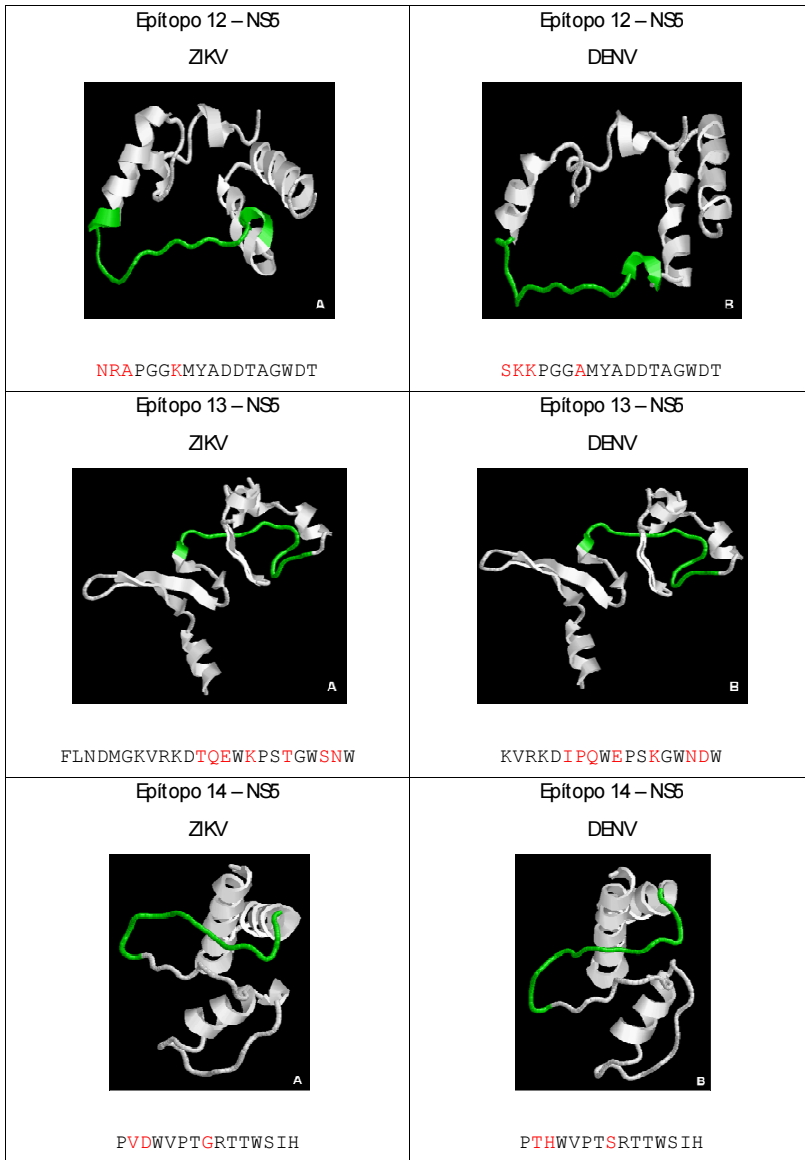 Epítopo 12 – NS5
ZIKV
A
NRAPGGKMYADDTAGWDT
Epítopo 12 – NS5
DENV
B
SKKPGGAMYADDTAGWDT
Epítopo 13 – NS5
ZIKV
A
FLNDMGKVRKDTQEWKPSTGWSNW
Epítopo 13 – NS5
DENV
B
KVRKDIPQWEPSKGWNDW
Epítopo 14 – NS5
ZIKV
A
PVDWVPTGRTTWSIH
Epítopo 14 – NS5
DENV
B
PTHWVPTSRTTWSIH